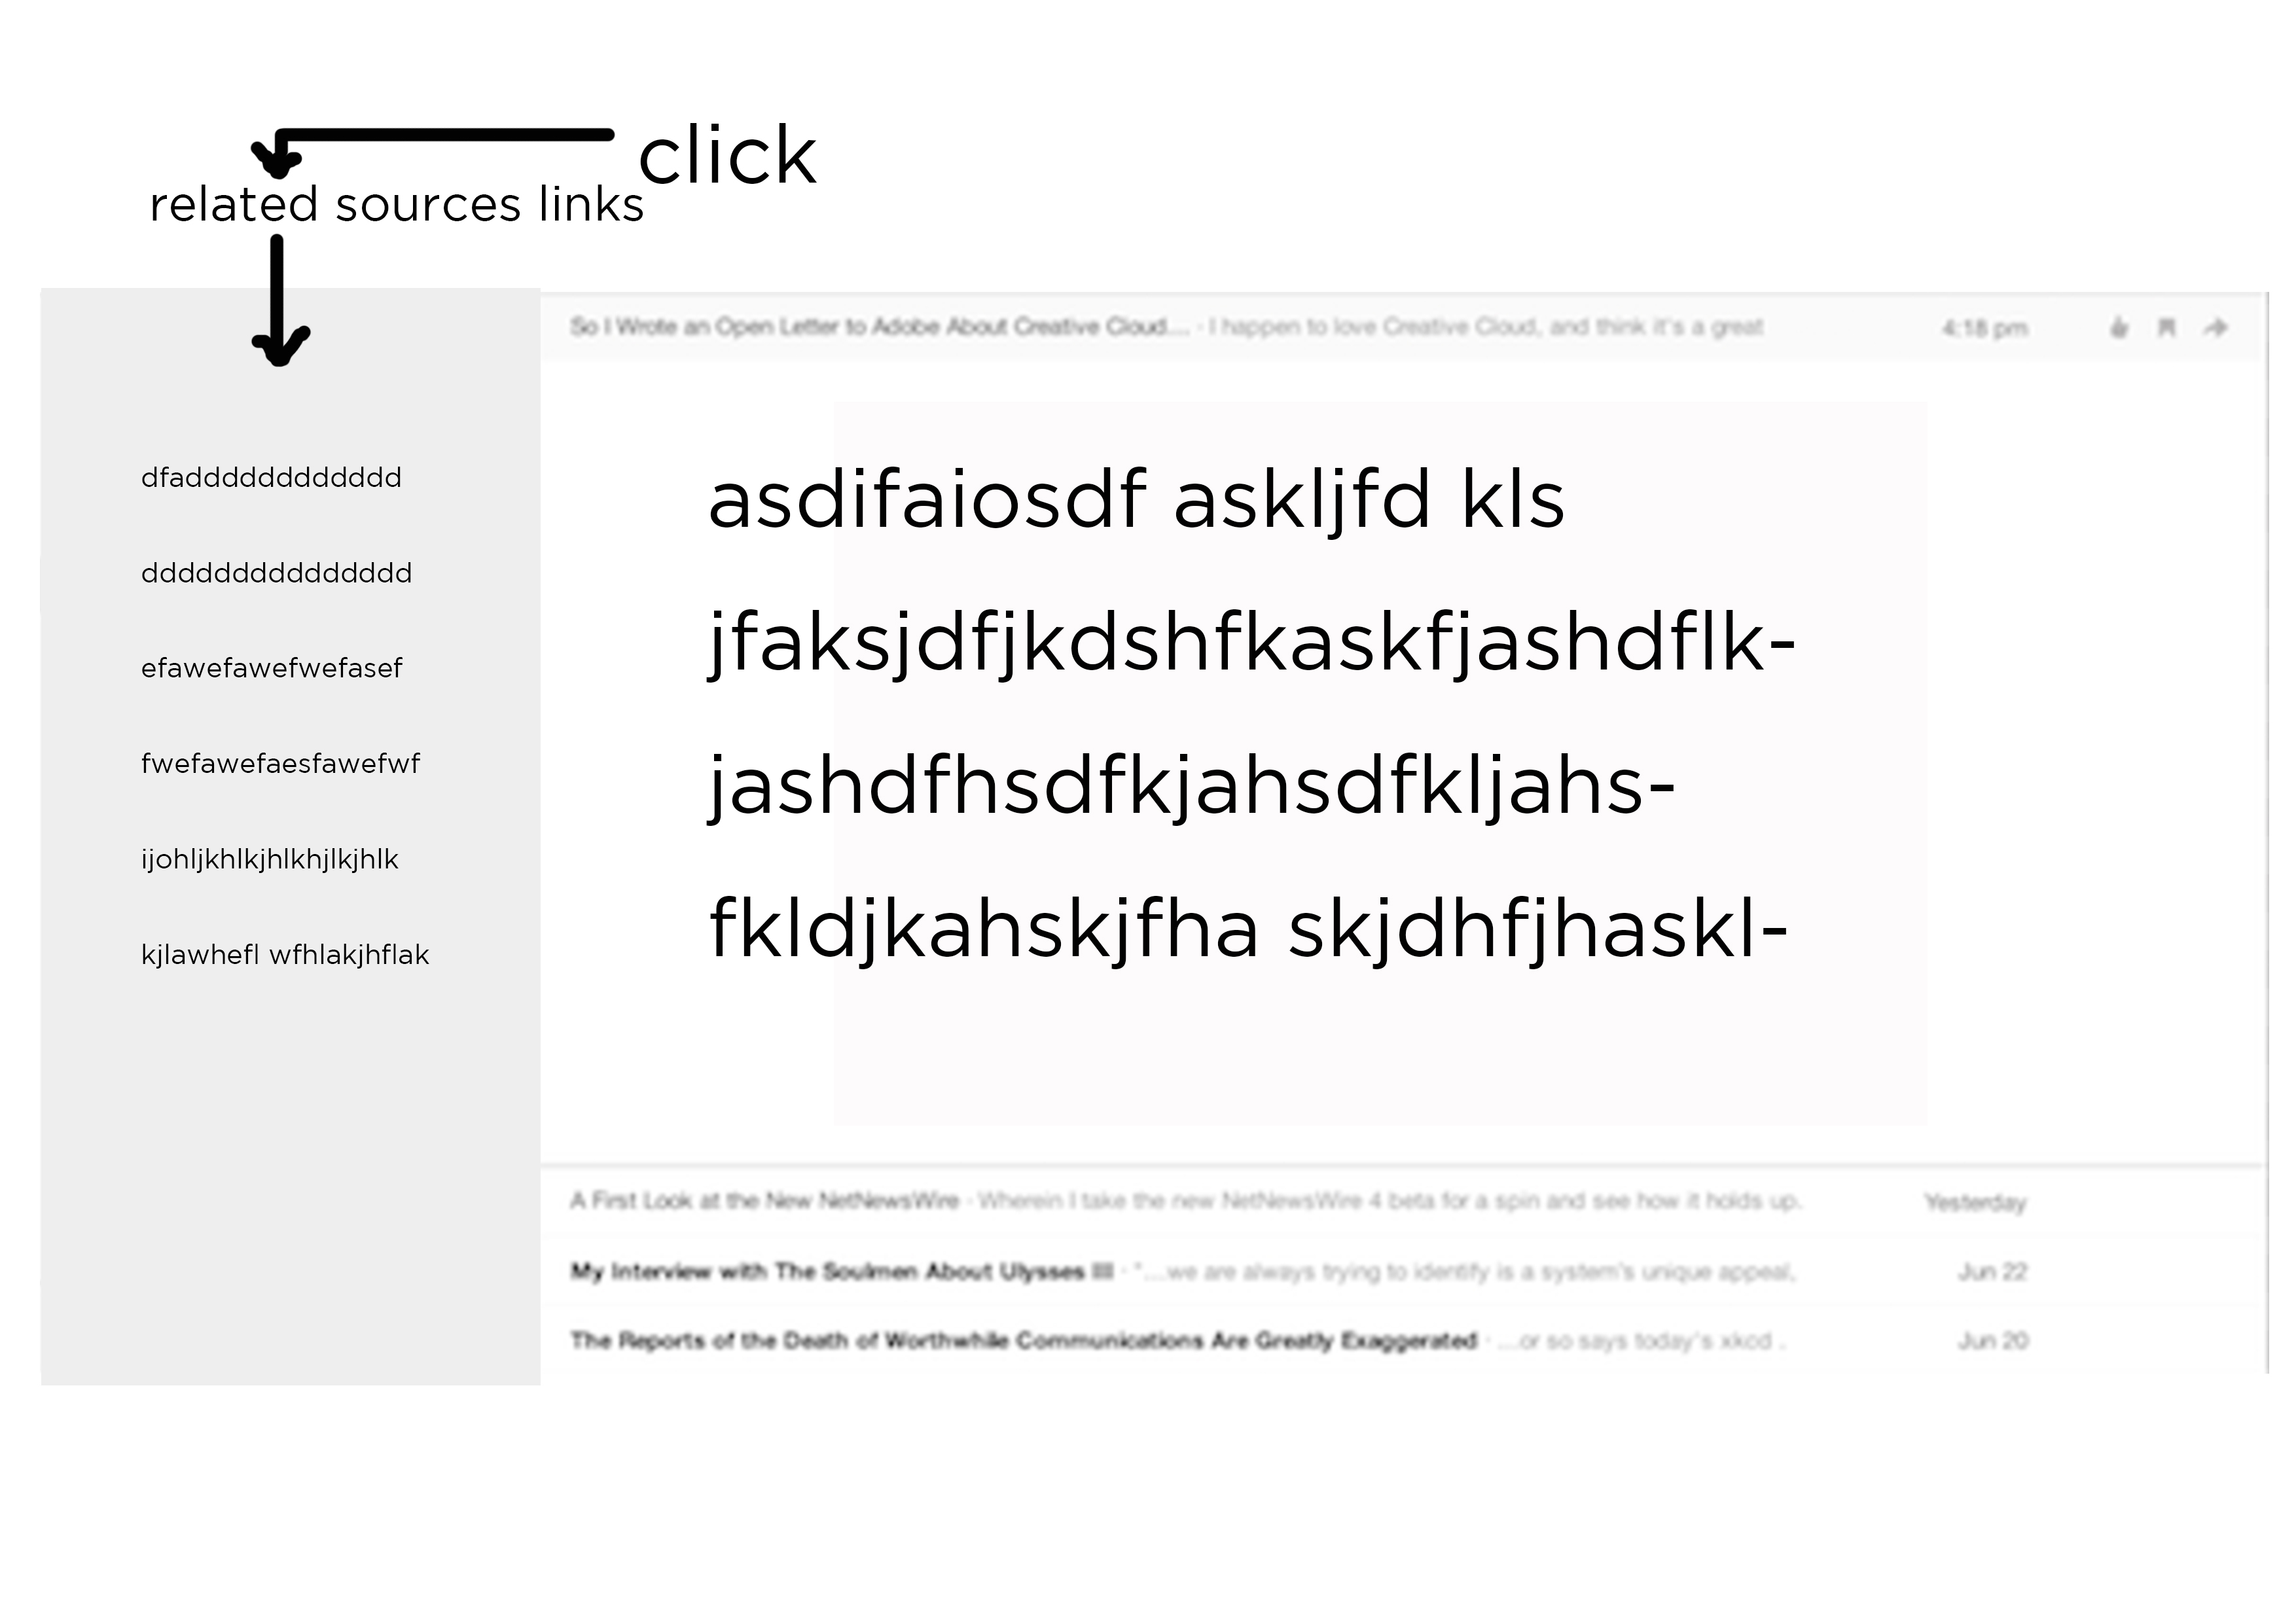 click
related sources links
So I Wrote an Open Letter to Adobe About Creative Cloud... · I happen to love Creative Cloud, and think it's a great 4:18 pm
dfadddddddddddd
ddddddddddddddd
efawefawefwefasef
fwefawefaesfawefwf
ijohljkhlkjhlkhjlkjhlk
kjlawhefl wfhlakjhflak
asdifaiosdf askljfd kls
jfaksjdfjkdshfkaskfjashdflk-
jashdfhsdfkjahsdfkljahs-
fkldjkahskjfha skjdhfjhaskl-
A First Look at the New NetNewsWire · Wherein I take the new NetNewsWire 4 beta for a spin and see how it holds up. Yesterday
My Interview with The Soulmen About Ulysses III · "...we are always trying to identify is a system's unique appeal, Jun 22
The Reports of the Death of Worthwhile Communications Are Greatly Exaggerated · ...or so says today's xkcd . Jun 20